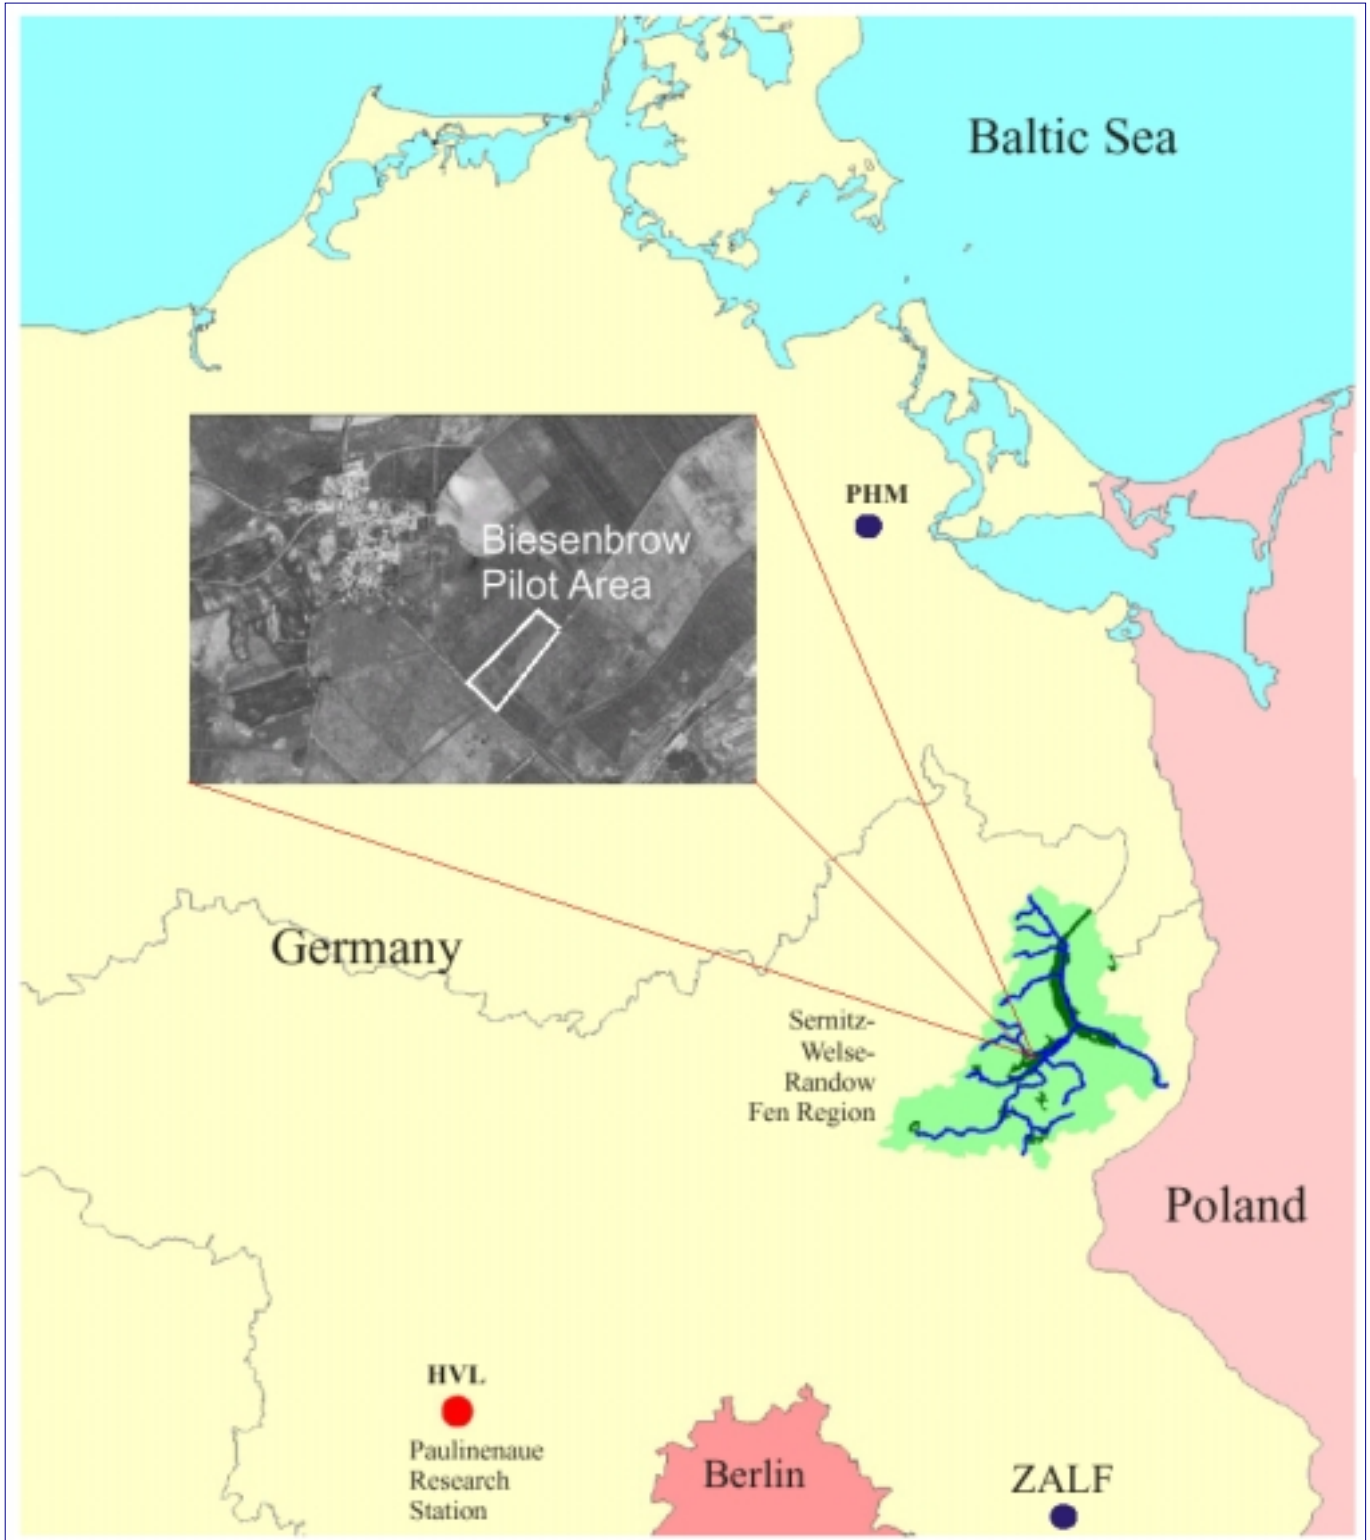 Baltic Sea
PHM
Biesenbrow
Pilot Area
Germany
Sernitz-
Welse-
Randow
Fen Region
Poland
HVL
Paulinenaue
Research
Station
Berlin
ZALF